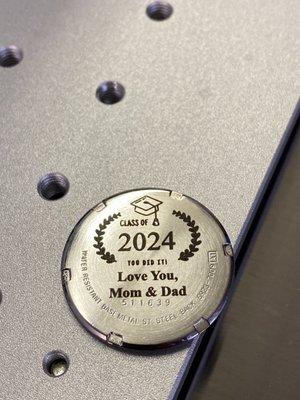 CLASS OF
2024
YOU DID IT!
Love You,
Mom & Dad
511639
WATER RESISTANT BASE METAL ST. STEEL BACK